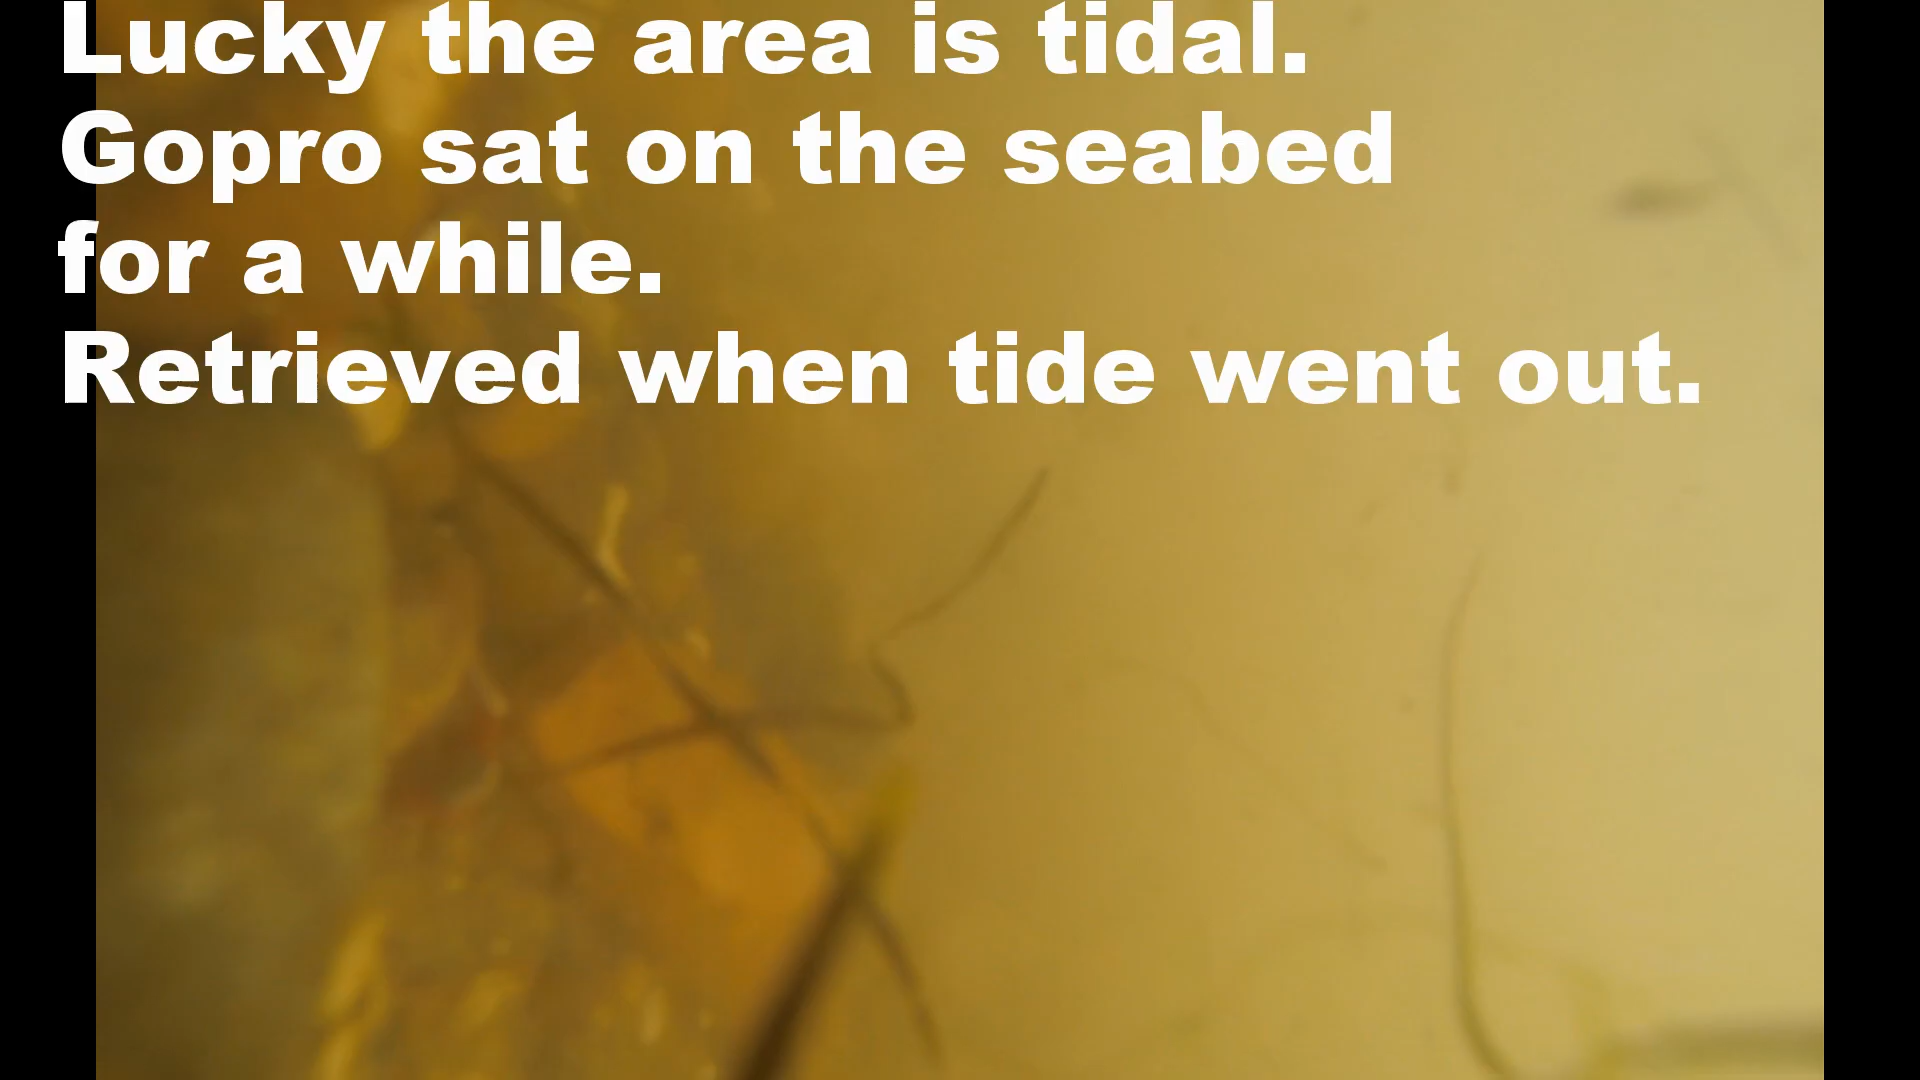 Lucky the area is tidal.
Gopro sat on the seabed
for a while.
Retrieved when tide went out.